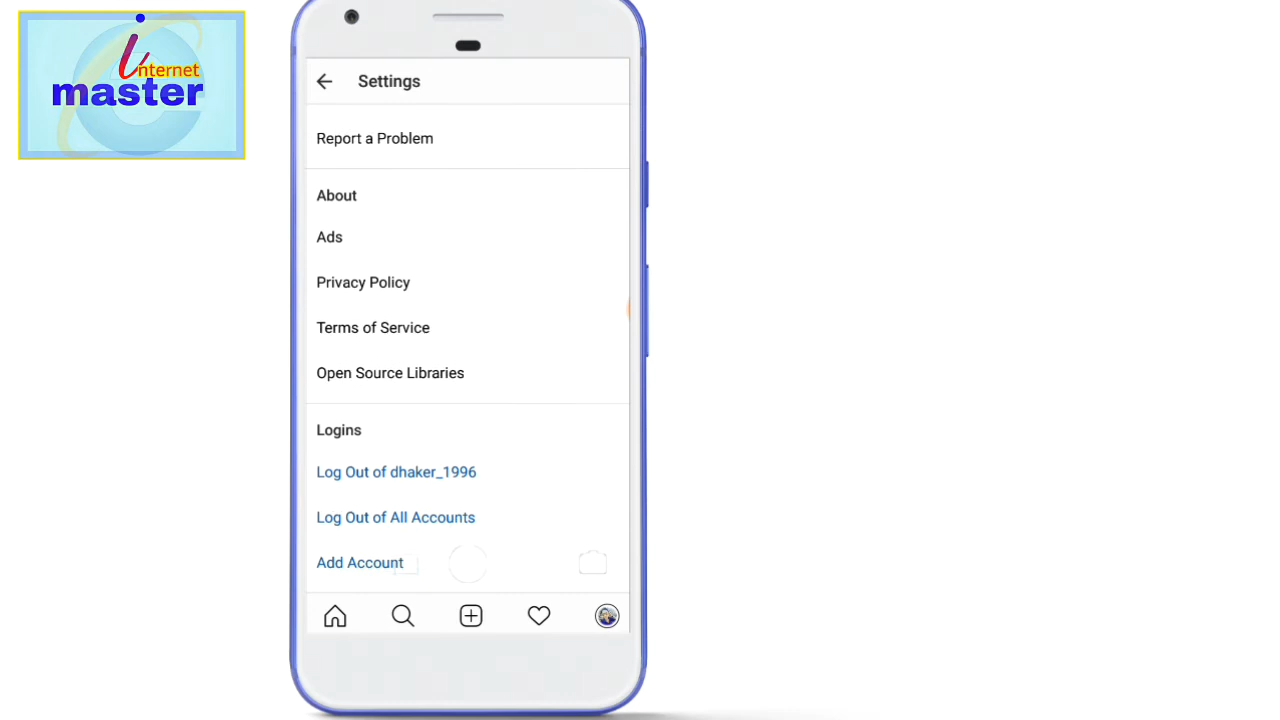 internet
master
Settings
Report a Problem
About
Ads
Privacy Policy
Terms of Service
Open Source Libraries
Logins
Log Out of dhaker_1996
Log Out of All Accounts
Add Account